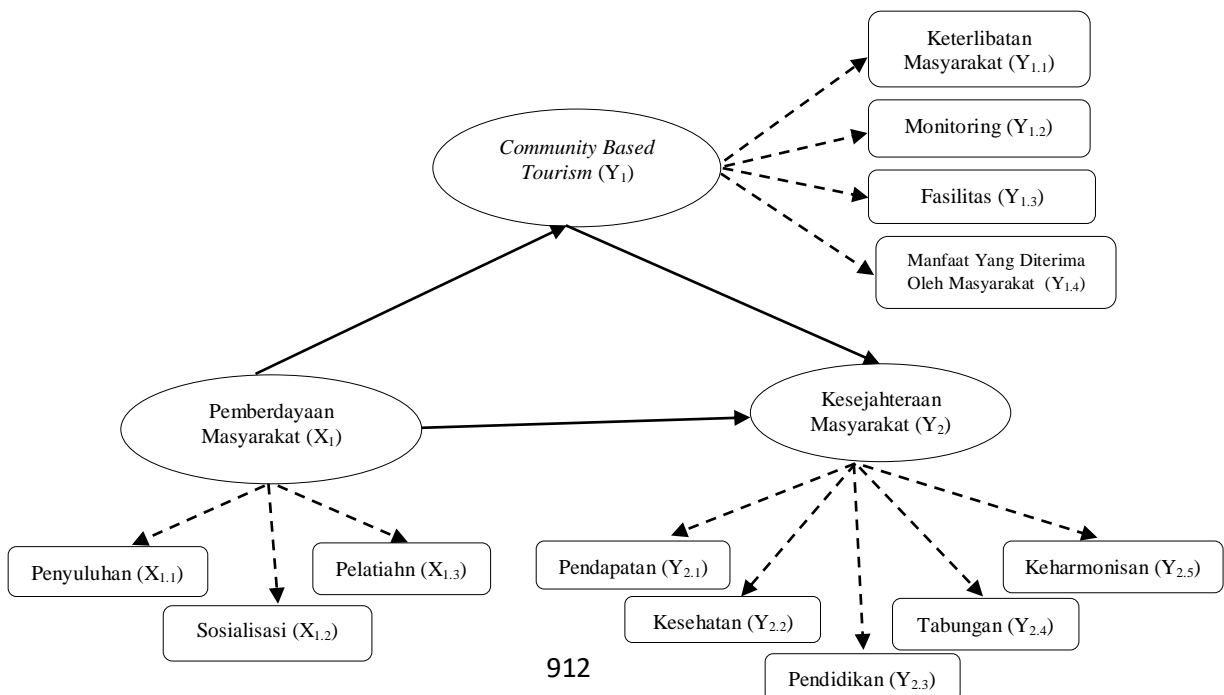 Keterlibatan
Masyarakat (Y1.1)
Monitoring (Y1.2)
Community Based
Tourism (Y1)
Fasilitas (Y1.3)
Manfaat Yang Diterima
Oleh Masyarakat (Y1.4)
Pemberdayaan
Masyarakat (X1)
Kesejahteraan
Masyarakat (Y2)
Penyuluhan (X1.1)
Sosialisasi (X1.2)
Pelatiahn (X1.3)
Pendapatan (Y2.1)
Kesehatan (Y2.2)
Pendidikan (Y2.3)
Tabungan (Y2.4)
Keharmonisan (Y2.5)
912